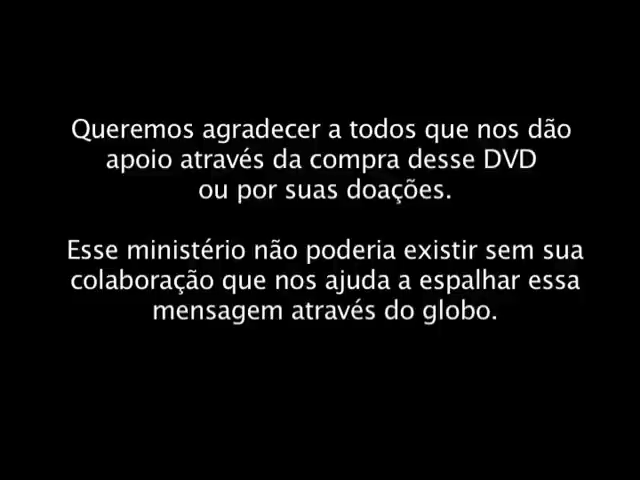 Queremos agradecer a todos que nos dão
apoio através da compra desse DVD
ou por suas doações.
Esse ministério não poderia existir sem sua
colaboração que nos ajuda a espalhar essa
mensagem através do globo.